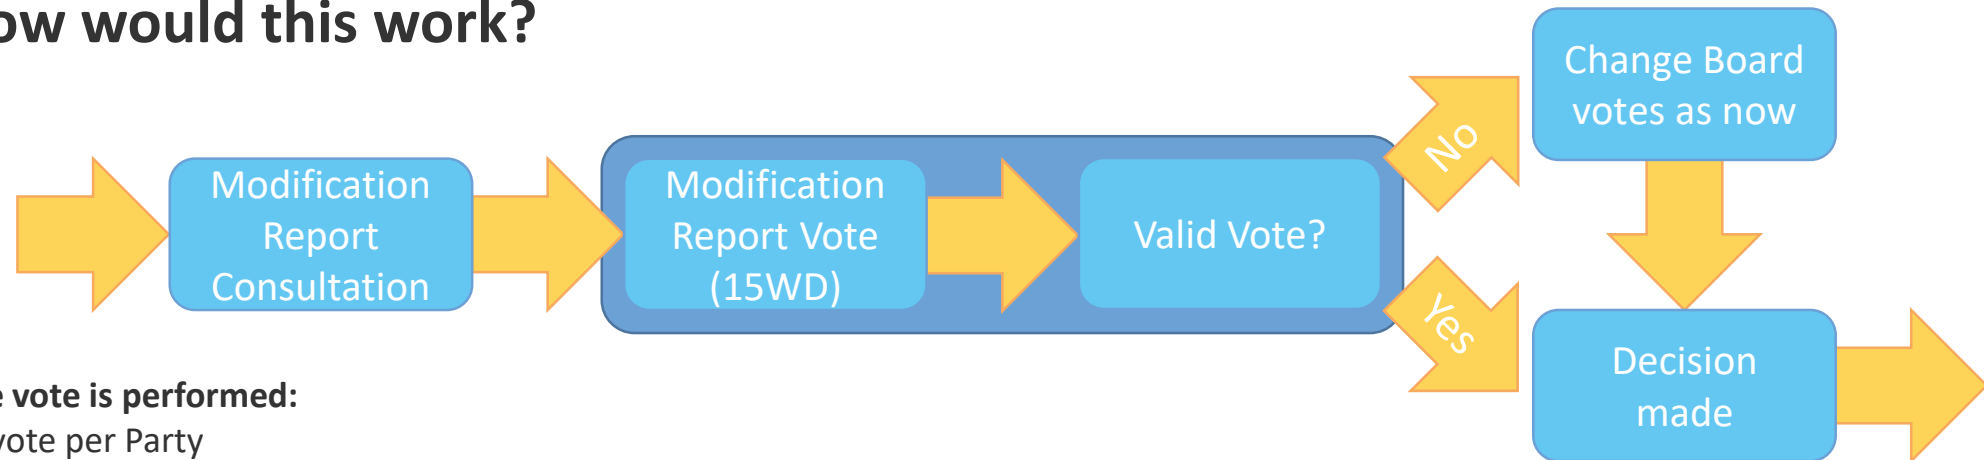 ow would this work?
Modification
Report
Consultation
Modification
Report Vote
(15WD)
Valid Vote?
No
Yes
Change Board
votes as now
Decision
made
e vote is performed:
vote per Party